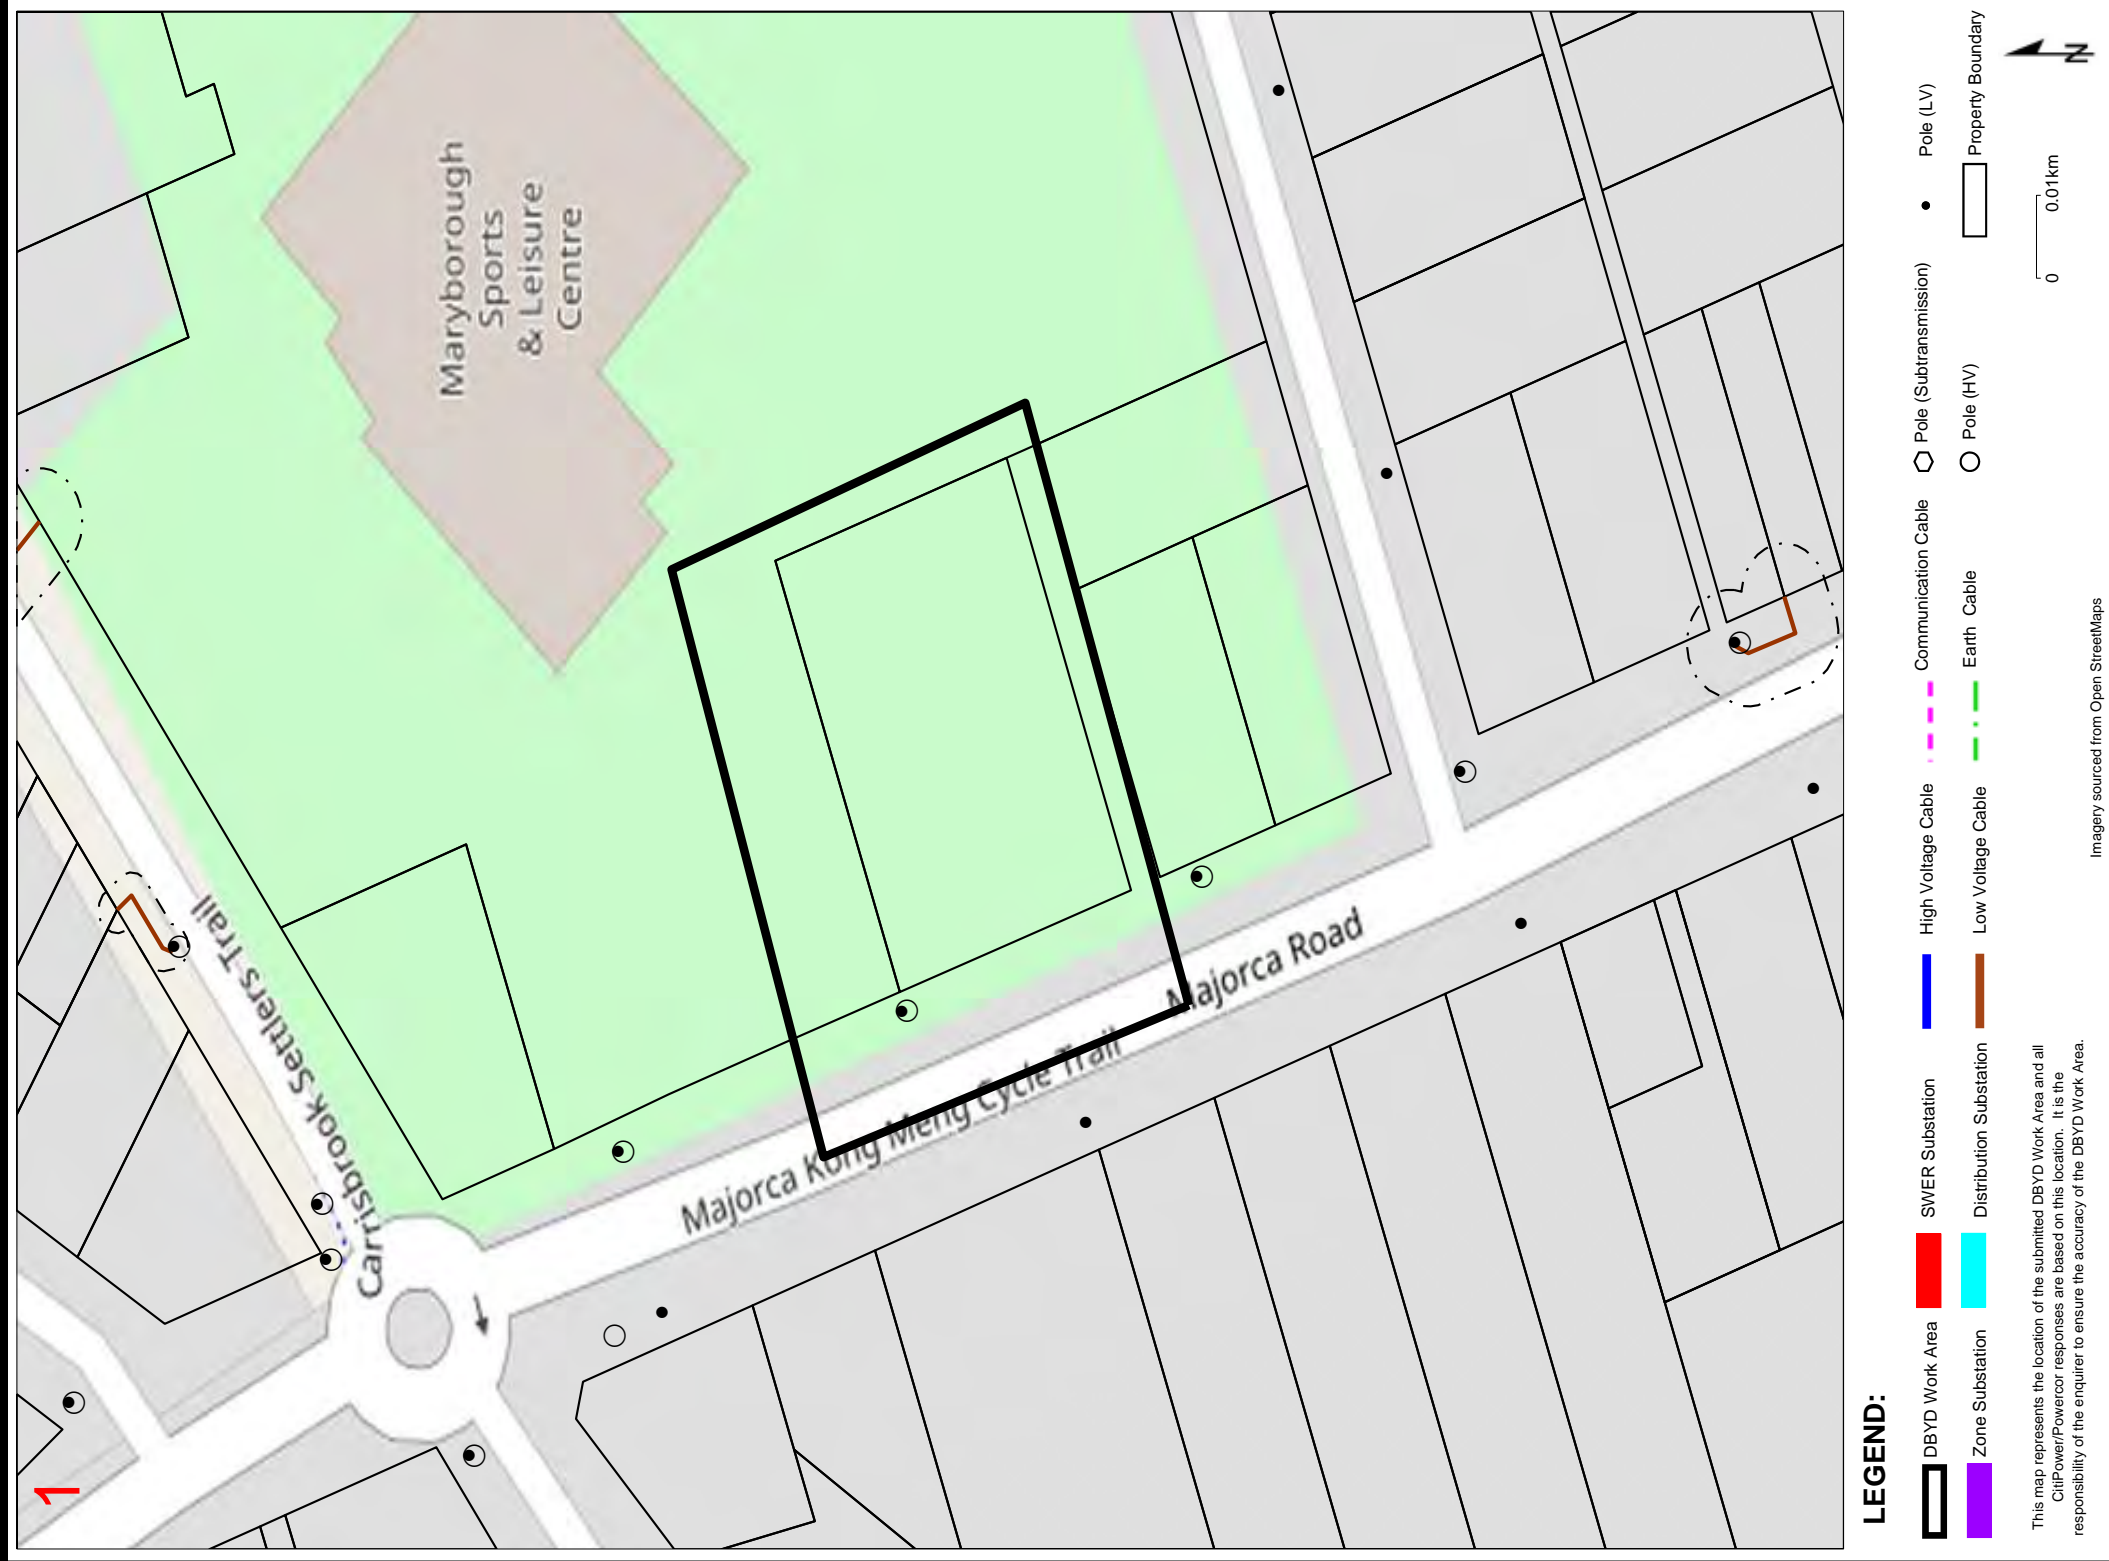 1
Maryborough
Sports
& Leisure
Centre
Carrisbrook Settlers Trail
Majorca Kong Meng Cycle Trail
Majorca Road
LEGEND:
DBYD Work Area
SWER Substation
High Voltage Cable
Communication Cable
Pole (Subtransmission)
Pole (LV)
Zone Substation
Distribution Substation
Low Voltage Cable
Earth Cable
Pole (HV)
Property Boundary
0
0.01km
N
This map represents the location of the submitted DBYD Work Area and all
CitiPower/Powercor responses are based on this location. It is the
responsibility of the enquirer to ensure the accuracy of the DBYD Work Area.
Imagery sourced from Open StreetMaps